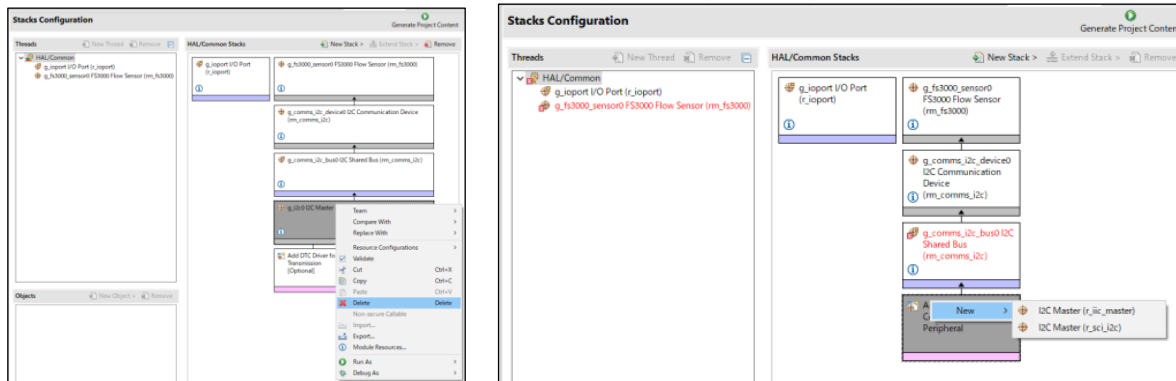 Stacks Configuration
Generate Project Content
Threads
New Thread
Remove
HAL/Common
g_ioport I/O Port (r_ioport)
g_fs3000_sensor0 FS3000 Flow Sensor (rm_fs3000)
Objects
New Object >
Remove
HAL/Common Stacks
New Stack >
Extend Stack >
Remove
g_ioport I/O Port
(r_ioport)
g_fs3000_sensor0 FS3000 Flow Sensor (rm_fs3000)
g_comms_i2c_device0 I2C Communication Device
(rm_comms_i2c)
g_comms_i2c_bus0 I2C Shared Bus (rm_comms_i2c)
g_i2c0 I2C Master
Add DTC Driver for
Transmission
[Optional]
Team
Compare With
Replace With
Resource Configurations
Validate
Cut Ctrl+X
Copy Ctrl+C
Paste Ctrl+V
Delete Delete
Non-secure Callable
Import...
Export...
Module Resources...
Run As
Debug As
Stacks Configuration
Generate Project Conten
Threads
New Thread
Remove
HAL/Common
g_ioport I/O Port (r_ioport)
g_fs3000_sensor0 FS3000 Flow Sensor (rm_fs3000)
HAL/Common Stacks
New Stack >
Extend Stack >
Remove
g_ioport I/O Port
(r_ioport)
g_fs3000_sensor0
FS3000 Flow Sensor
(rm_fs3000)
g_comms_i2c_device0
I2C Communication
Device
(rm_comms_i2c)
g_comms_i2c_bus0 I2C
Shared Bus
(rm_comms_i2c)
Peripheral
New
I2C Master (r_iic_master)
I2C Master (r_sci_i2c)